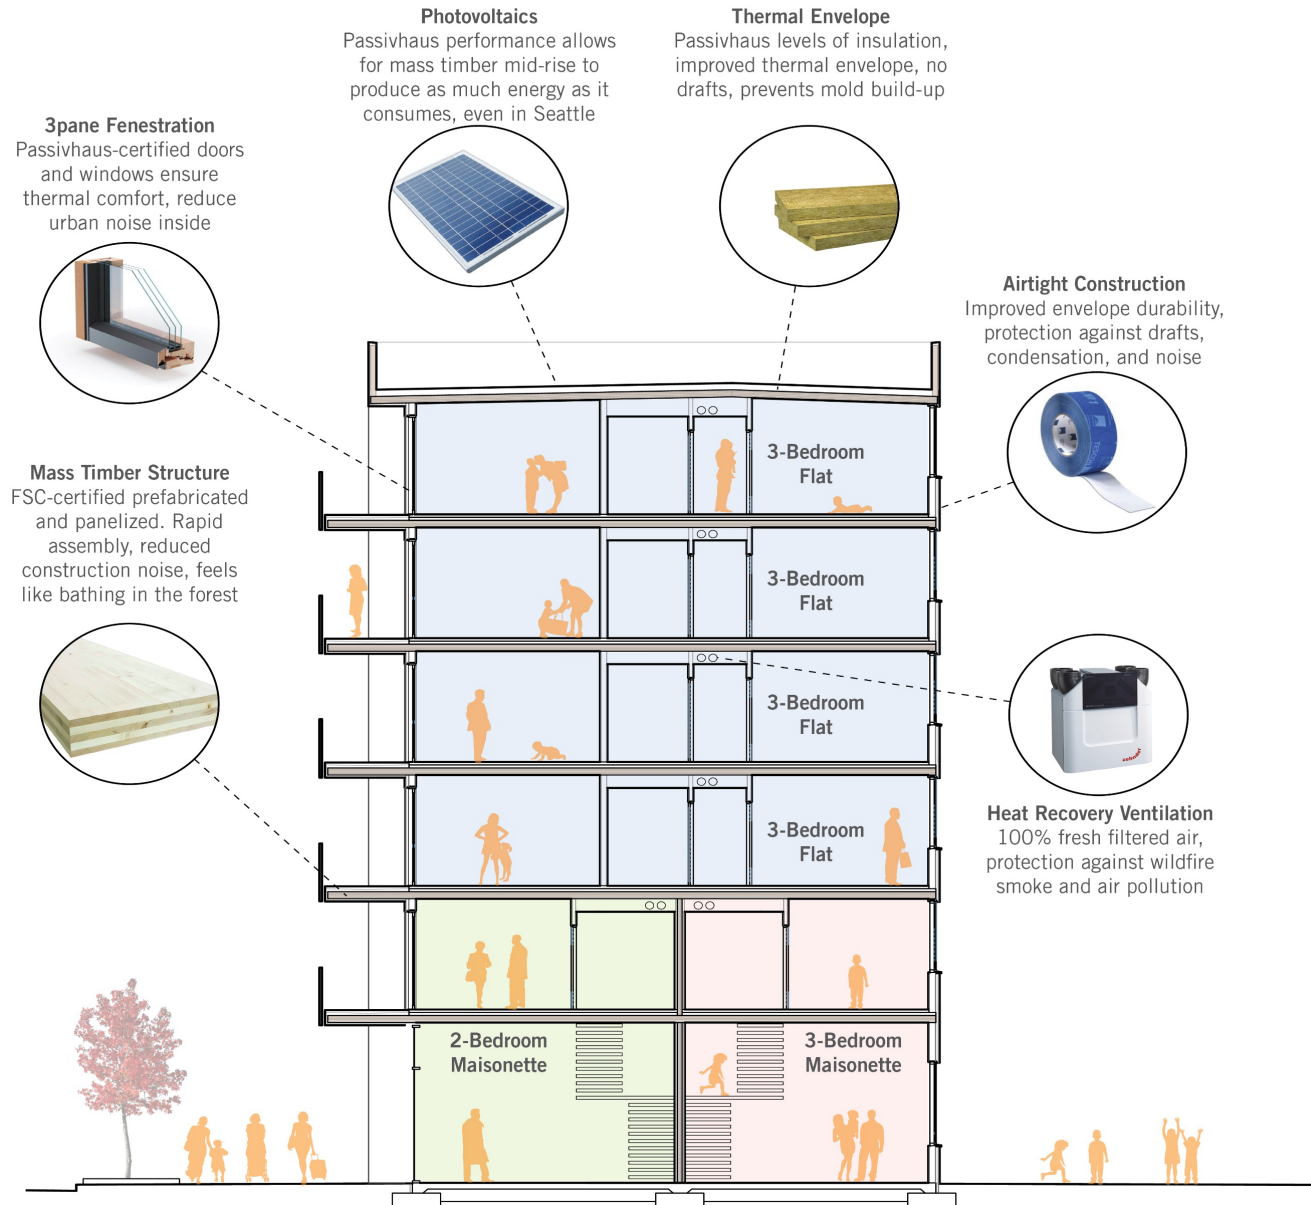 Photovoltaics
Passivhaus performance allows
for mass timber mid-rise to
produce as much energy as it
consumes, even in Seattle
Thermal Envelope
Passivhaus levels of insulation,
improved thermal envelope, no
drafts, prevents mold build-up
3pane Fenestration
Passivhaus-certified doors
and windows ensure
thermal comfort, reduce
urban noise inside
Airtight Construction
Improved envelope durability,
protection against drafts,
condensation, and noise
Mass Timber Structure
FSC-certified prefabricated
and panelized. Rapid
assembly, reduced
construction noise, feels
like bathing in the forest
3-Bedroom
Flat
3-Bedroom
Flat
3-Bedroom
Flat
3-Bedroom
Flat
Heat Recovery Ventilation
100% fresh filtered air,
protection against wildfire
smoke and air pollution
2-Bedroom
Maisonette
3-Bedroom
Maisonette